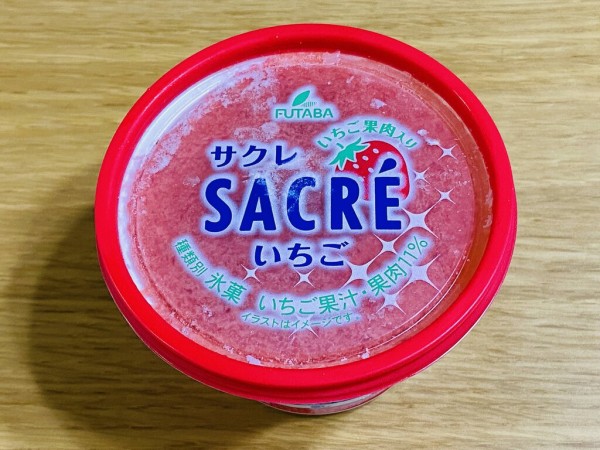 FUTABA
いちご果肉入り
サクレ
SACRÉ
いちご
種類別 氷菓 いちご果汁・果肉11%
イラストはイメージです。